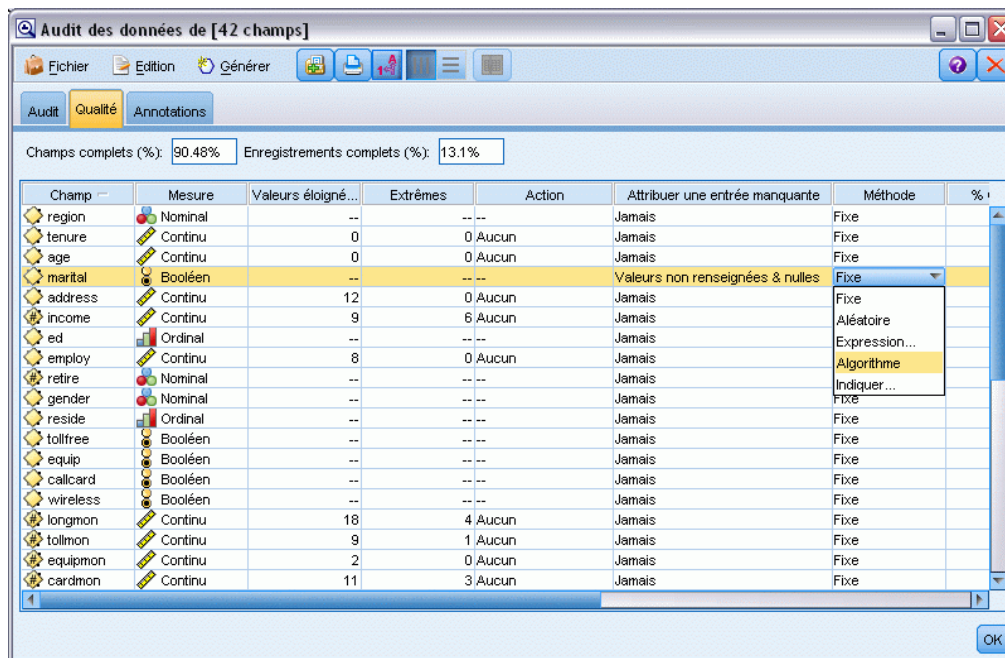 Audit des données de [42 champs]
Fichier Edition Générer
Audit Qualité Annotations
Champs complets (%): 90.48% Enregistrements complets (%): 13.1%
Champ Mesure Valeurs éloigné... Extrêmes Action Attribuer une entrée manquante Méthode %
region Nominal -- -- -- Jamais Fixe
tenure Continu 0 0 Aucun Jamais Fixe
age Continu 0 0 Aucun Jamais Fixe
marital Booléen -- -- -- Valeurs non renseignées & nulles Fixe
address Continu 12 0 Aucun Jamais Fixe
income Continu 9 6 Aucun Jamais Aléatoire
ed Ordinal -- -- -- Jamais Expression...
employ Continu 8 0 Aucun Jamais Algorithme
retire Nominal -- -- -- Jamais Indiquer...
gender Nominal -- -- -- Jamais Fixe
reside Ordinal -- -- -- Jamais Fixe
tollfree Booléen -- -- -- Jamais Fixe
equip Booléen -- -- -- Jamais Fixe
callcard Booléen -- -- -- Jamais Fixe
wireless Booléen -- -- -- Jamais Fixe
longmon Continu 18 4 Aucun Jamais Fixe
tollmon Continu 9 1 Aucun Jamais Fixe
equipmon Continu 2 0 Aucun Jamais Fixe
cardmon Continu 11 3 Aucun Jamais Fixe
OK